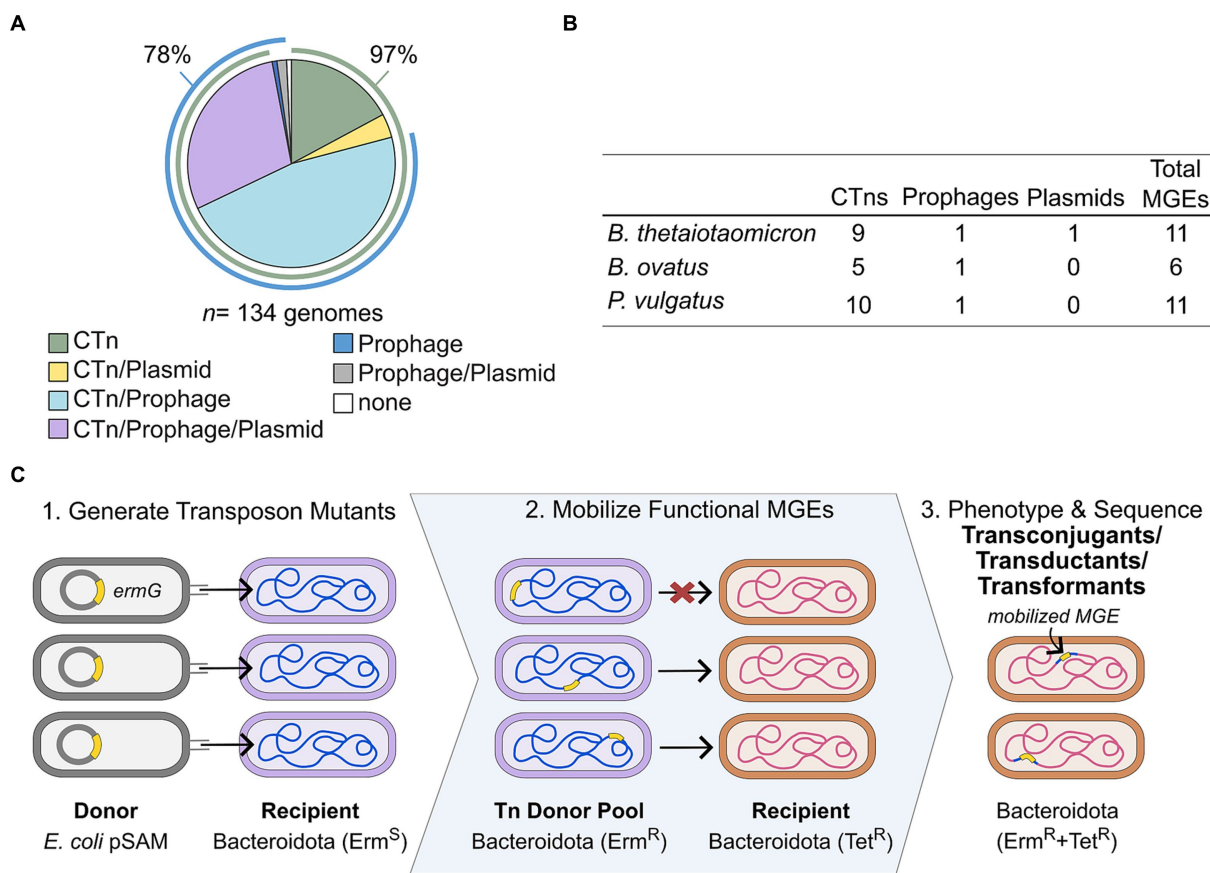 A
78%
97%
n= 134 genomes
CTn
CTn/Plasmid
CTn/Prophage
CTn/Prophage/Plasmid
Prophage
Prophage/Plasmid
none
B
CTns Prophages Plasmids Total MGEs
B. thetaiotaomicron 9 1 1 11
B. ovatus 5 1 0 6
P. vulgatus 10 1 0 11
C
1. Generate Transposon Mutants
ermG
Donor
E. coli pSAM
Recipient
Bacteroidota (Erm^S)
2. Mobilize Functional MGEs
Tn Donor Pool
Bacteroidota (Erm^R)
Recipient
Bacteroidota (Tet^R)
3. Phenotype & Sequence
Transconjugants/
Transductants/
Transformants
mobilized MGE
Bacteroidota
(Erm^R+Tet^R)